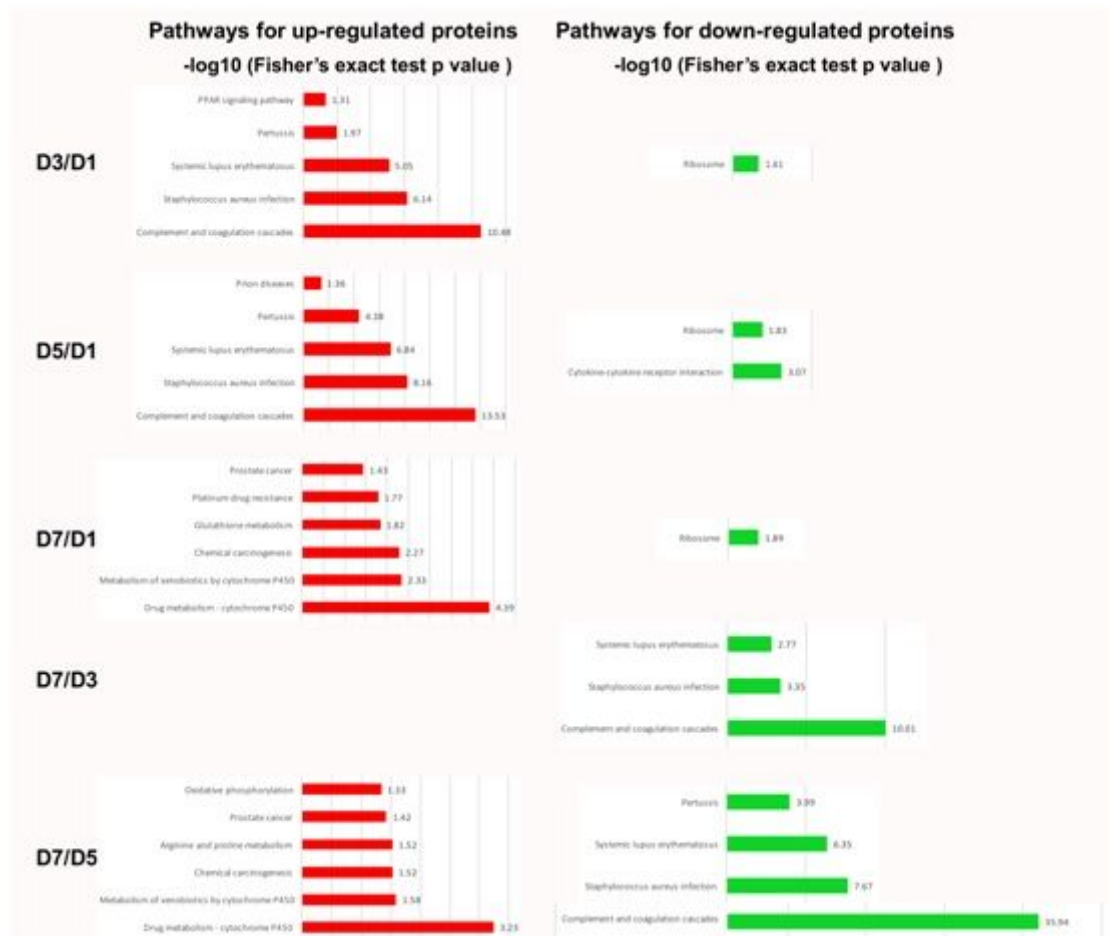 Pathways for up-regulated proteins
-log10 (Fisher's exact test p value )
Pathways for down-regulated proteins
-log10 (Fisher's exact test p value )
D3/D1
PPAR signaling pathway 1.31
Pertussis 1.97
Systemic lupus erythematosus 5.05
Staphylococcus aureus infection 6.14
Complement and coagulation cascades 10.48
Ribosome 1.61
D5/D1
Prion diseases 1.36
Pertussis 4.38
Systemic lupus erythematosus 6.84
Staphylococcus aureus infection 8.16
Complement and coagulation cascades 13.53
Ribosome 1.83
Cytokine-cytokine receptor interaction 3.07
D7/D1
Prostate cancer 1.43
Platinum drug resistance 1.77
Glutathione metabolism 1.82
Chemical carcinogenesis 2.27
Metabolism of xenobiotics by cytochrome P450 2.33
Drug metabolism - cytochrome P450 4.39
Ribosome 1.89
D7/D3
Systemic lupus erythematosus 2.77
Staphylococcus aureus infection 3.35
Complement and coagulation cascades 10.01
D7/D5
Oxidative phosphorylation 1.33
Prostate cancer 1.42
Arginine and proline metabolism 1.52
Chemical carcinogenesis 1.52
Metabolism of xenobiotics by cytochrome P450 1.58
Drug metabolism - cytochrome P450 3.23
Pertussis 3.99
Systemic lupus erythematosus 6.35
Staphylococcus aureus infection 7.67
Complement and coagulation cascades